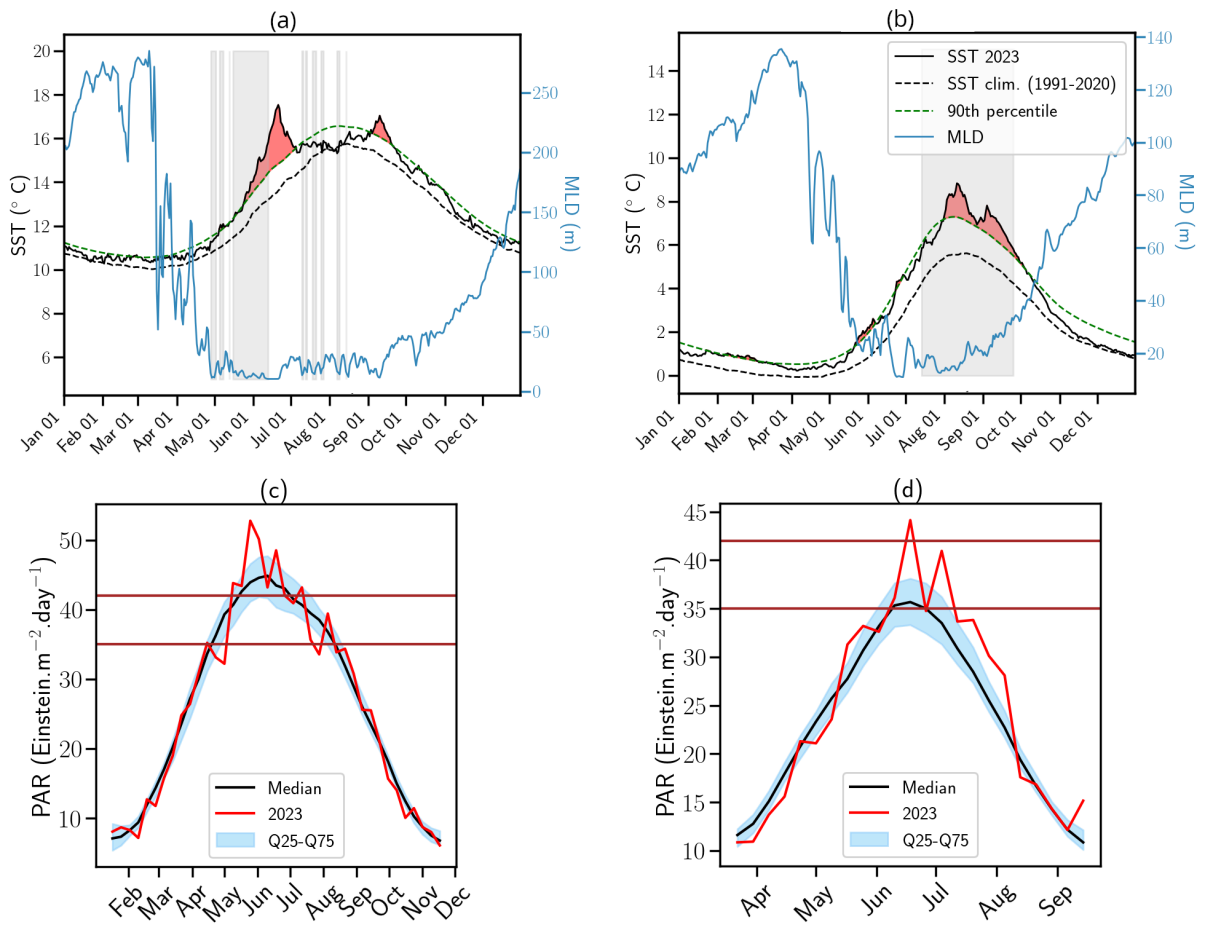 (a)
20
18
16
14
12
10
8
6
SST (° C)
250
200
150
100
50
0
MLD (m)
Jan 01
Feb 01
Mar 01
Apr 01
May 01
Jun 01
Jul 01
Aug 01
Sep 01
Oct 01
Nov 01
Dec 01
(b)
SST 2023
SST clim. (1991-2020)
90th percentile
MLD
14
12
10
8
6
4
2
0
SST (° C)
140
120
100
80
60
40
20
MLD (m)
Jan 01
Feb 01
Mar 01
Apr 01
May 01
Jun 01
Jul 01
Aug 01
Sep 01
Oct 01
Nov 01
Dec 01
(c)
50
40
30
20
10
PAR (Einstein.m⁻².day⁻¹)
Median
2023
Q25-Q75
Feb
Mar
Apr
May
Jun
Jul
Aug
Sep
Oct
Nov
Dec
(d)
45
40
35
30
25
20
15
10
PAR (Einstein.m⁻².day⁻¹)
Median
2023
Q25-Q75
Apr
May
Jun
Jul
Aug
Sep